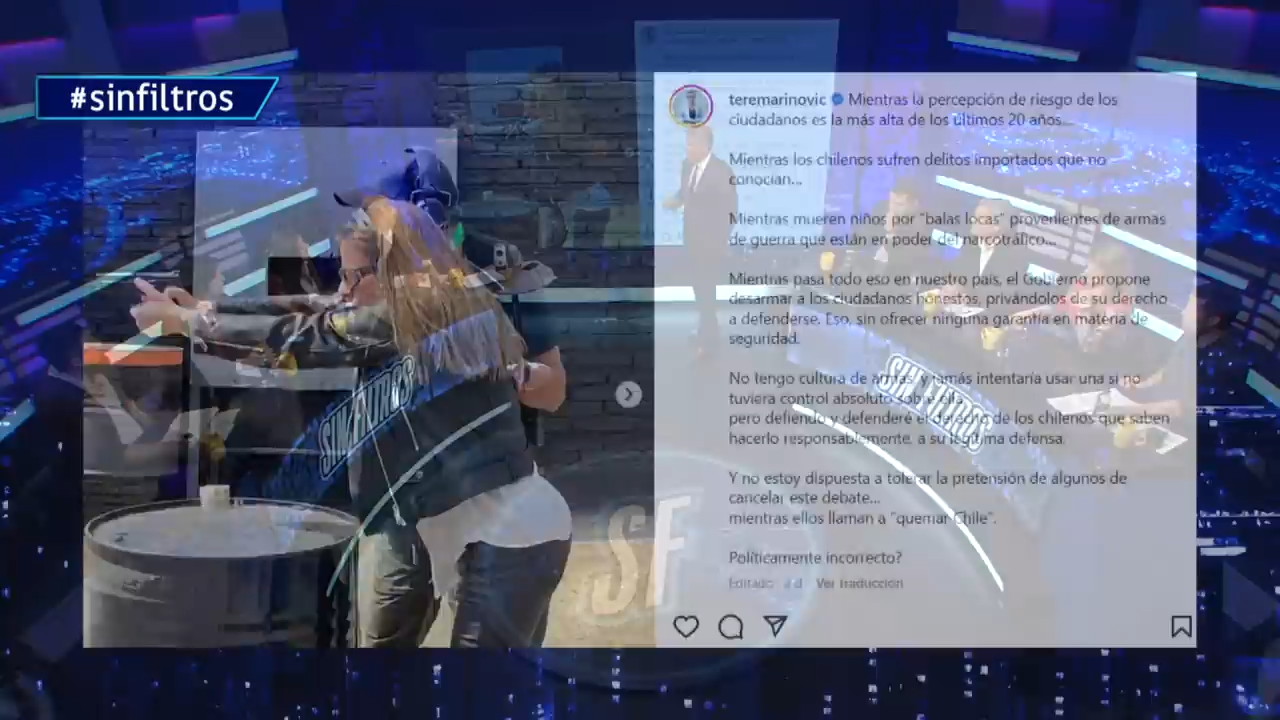 #sinfiltros
teremarinovic Mientras la percepción de riesgo de los
ciudadanos es la más alta de los últimos 20 años...
Mientras los chilenos sufren delitos importados que no
conocían...
Mientras mueren niños por "balas locas" provenientes de armas
de guerra que están en poder del narcotráfico...
Mientras pasa todo eso en nuestro país, el Gobierno propone
desarmar a los ciudadanos honestos, privándolos de su derecho
a defenderse. Eso, sin ofrecer ninguna garantía en materia de
seguridad.
No tengo cultura de armas y jamás intentaría usar una si no
tuviera control absoluto sobre ella,
pero defiendo y defenderé el derecho de los chilenos que saben
hacerlo responsablemente, a su legítima defensa.
Y no estoy dispuesta a tolerar la pretensión de algunos de
cancelar este debate...
mientras ellos llaman a "quemar Chile".
Políticamente incorrecto?
Editado d Ver traducción
SIN FILTROS
SIN FILTROS
SF